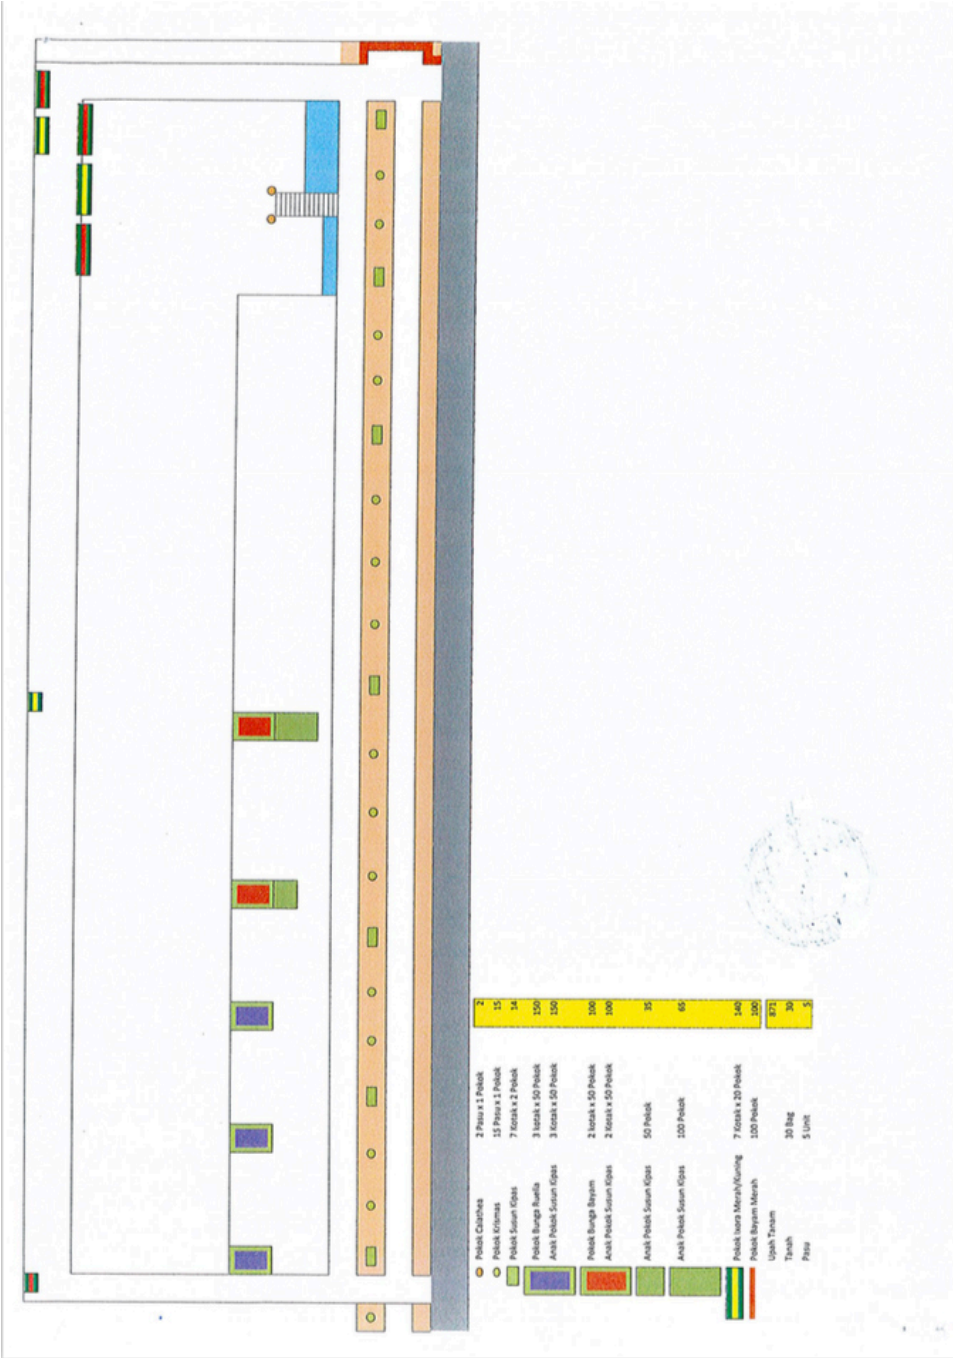 Pokok Calathea 2 Pasu x 1 Pokok 2
Pokok Krismas 15 Pasu x 1 Pokok 15
Pokok Susun Kipas 7 Kotak x 2 Pokok 14
Pokok Bunga Ruella 3 kotak x 50 Pokok 150
Anak Pokok Susun Kipas 3 Kotak x 50 Pokok 150
Pokok Bunga Bayam 2 kotak x 50 Pokok 100
Anak Pokok Susun Kipas 2 Kotak x 50 Pokok 100
Anak Pokok Susun Kipas 50 Pokok 35
Anak Pokok Susun Kipas 100 Pokok 65
Pokok Ixora Merah/Kuning 7 Kotak x 20 Pokok 140
Pokok Bayam Merah 100 Pokok 100
Upah Tanam 871
Tanah 30 Bag 30
Pasu 5 Unit 5